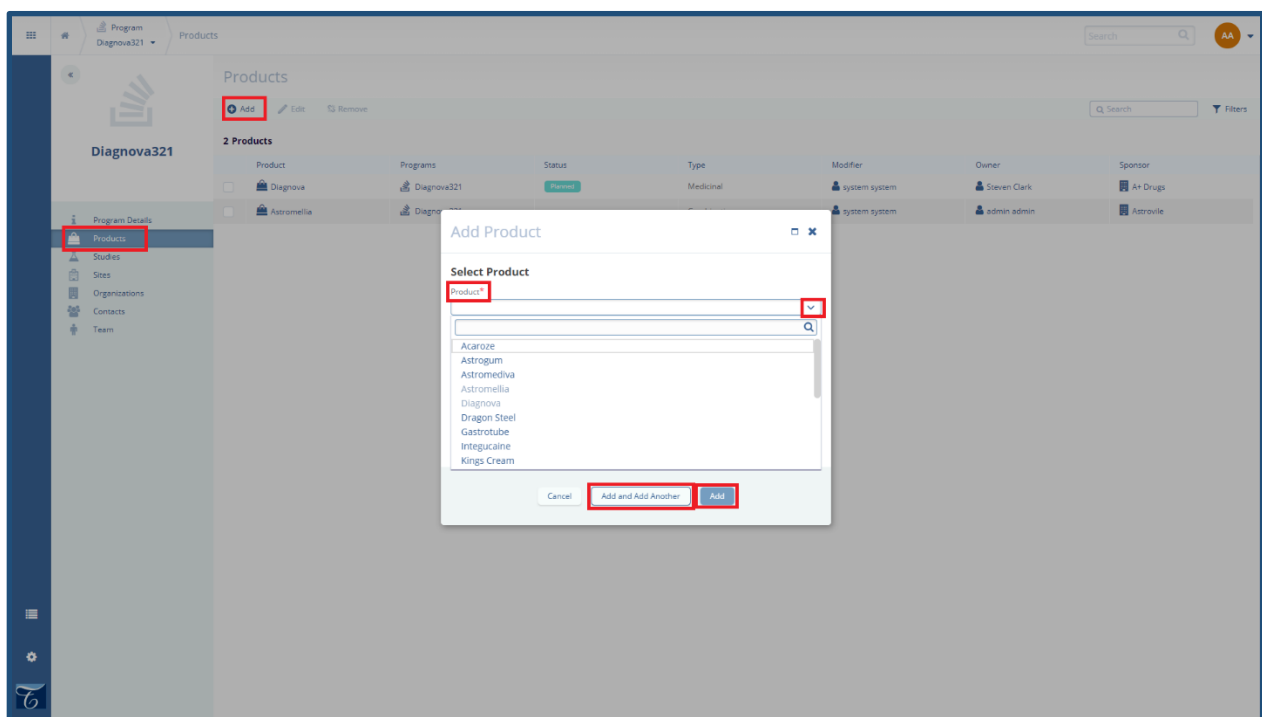 Program
Diagnova321
Products
Search
AA
Products
Add Edit Remove
Search
Filters
Diagnova321
2 Products
Product Programs Status Type Modifier Owner Sponsor
Diagnova Diagnova321 Planned Medicinal system system Steven Clark A+ Drugs
Astromellia system system admin admin Astrovile
Program Details
Products
Studies
Sites
Organizations
Contacts
Team
Add Product
Select Product
Product*
Acaroze
Astrogum
Astromediva
Astromellia
Diagnova
Dragon Steel
Gastrotube
Integucaine
Kings Cream
Cancel Add and Add Another Add